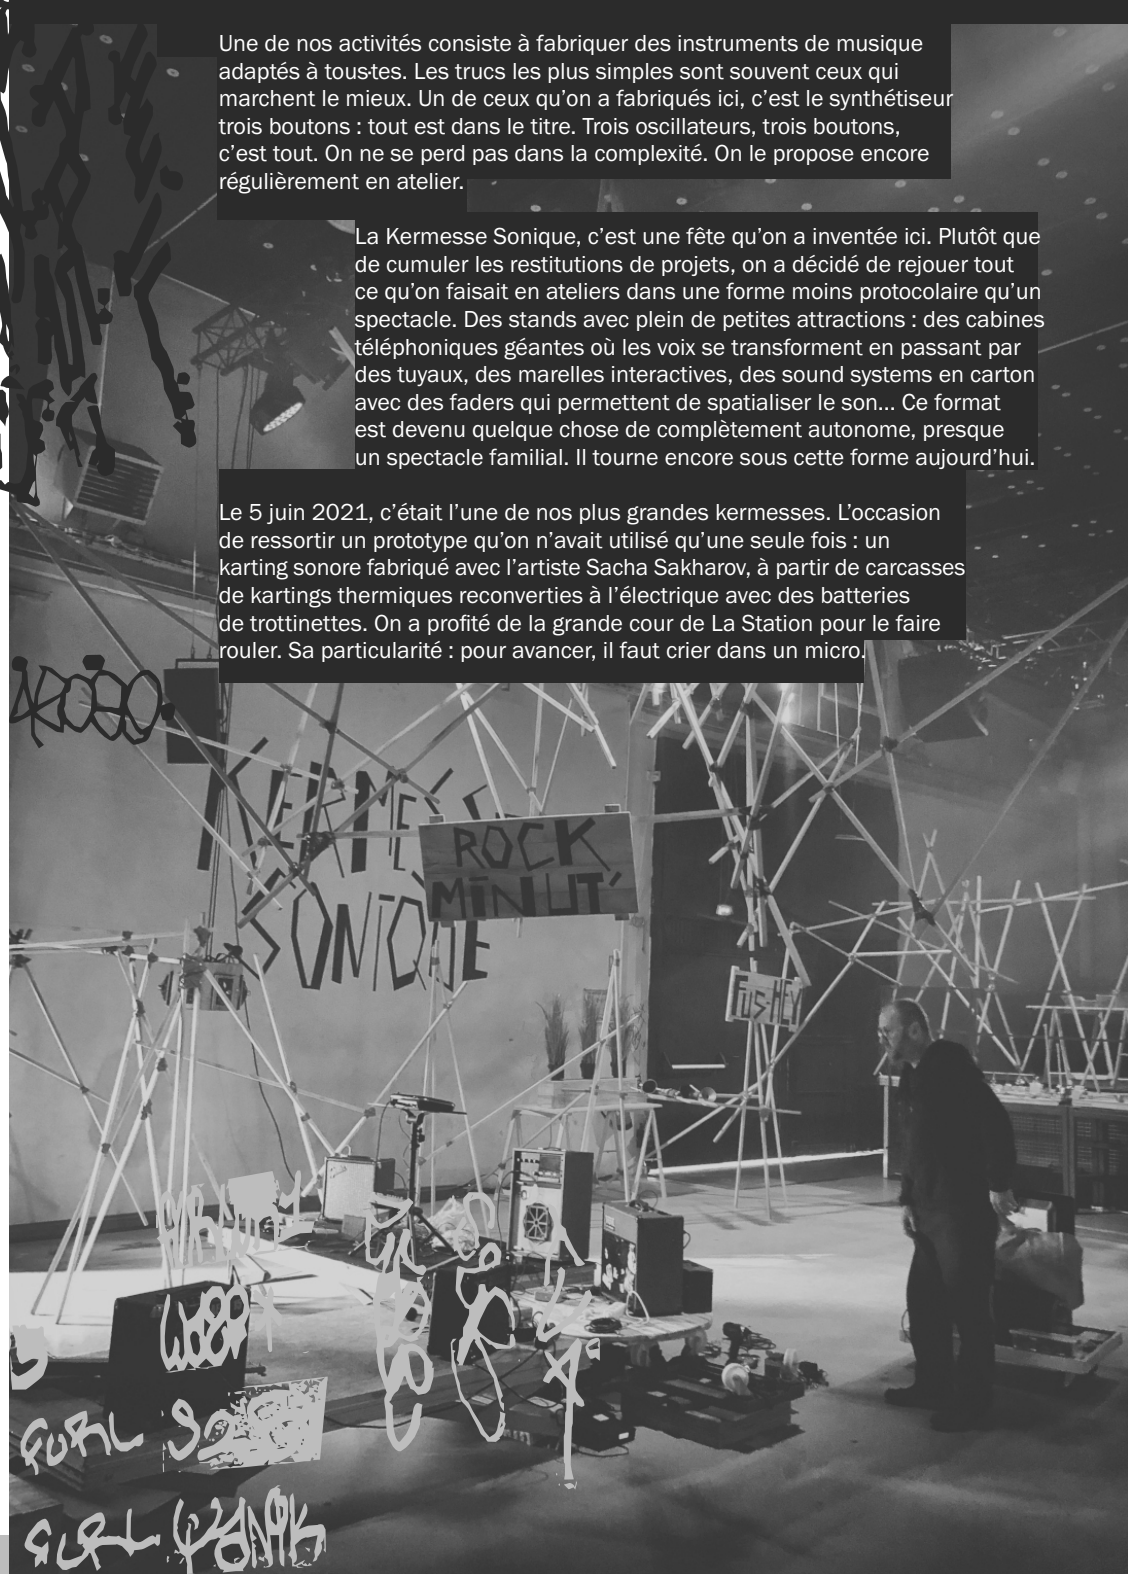 Une de nos activités consiste à fabriquer des instruments de musique
adaptés à tous·tes. Les trucs les plus simples sont souvent ceux qui
marchent le mieux. Un de ceux qu’on a fabriqués ici, c’est le synthétiseur
trois boutons : tout est dans le titre. Trois oscillateurs, trois boutons,
c’est tout. On ne se perd pas dans la complexité. On le propose encore
régulièrement en atelier.
La Kermesse Sonique, c’est une fête qu’on a inventée ici. Plutôt que
de cumuler les restitutions de projets, on a décidé de rejouer tout
ce qu’on faisait en ateliers dans une forme moins protocolaire qu’un
spectacle. Des stands avec plein de petites attractions : des cabines
téléphoniques géantes où les voix se transforment en passant par
des tuyaux, des marelles interactives, des sound systems en carton
avec des faders qui permettent de spatialiser le son... Ce format
est devenu quelque chose de complètement autonome, presque
un spectacle familial. Il tourne encore sous cette forme aujourd’hui.
Le 5 juin 2021, c’était l’une de nos plus grandes kermesses. L’occasion
de ressortir un prototype qu’on n’avait utilisé qu’une seule fois : un
karting sonore fabriqué avec l’artiste Sacha Sakharov, à partir de carcasses
de kartings thermiques reconverties à l’électrique avec des batteries
de trottinettes. On a profité de la grande cour de La Station pour le faire
rouler. Sa particularité : pour avancer, il faut crier dans un micro.
KERMESSE
SONIQUE
ROCK
MINUT’